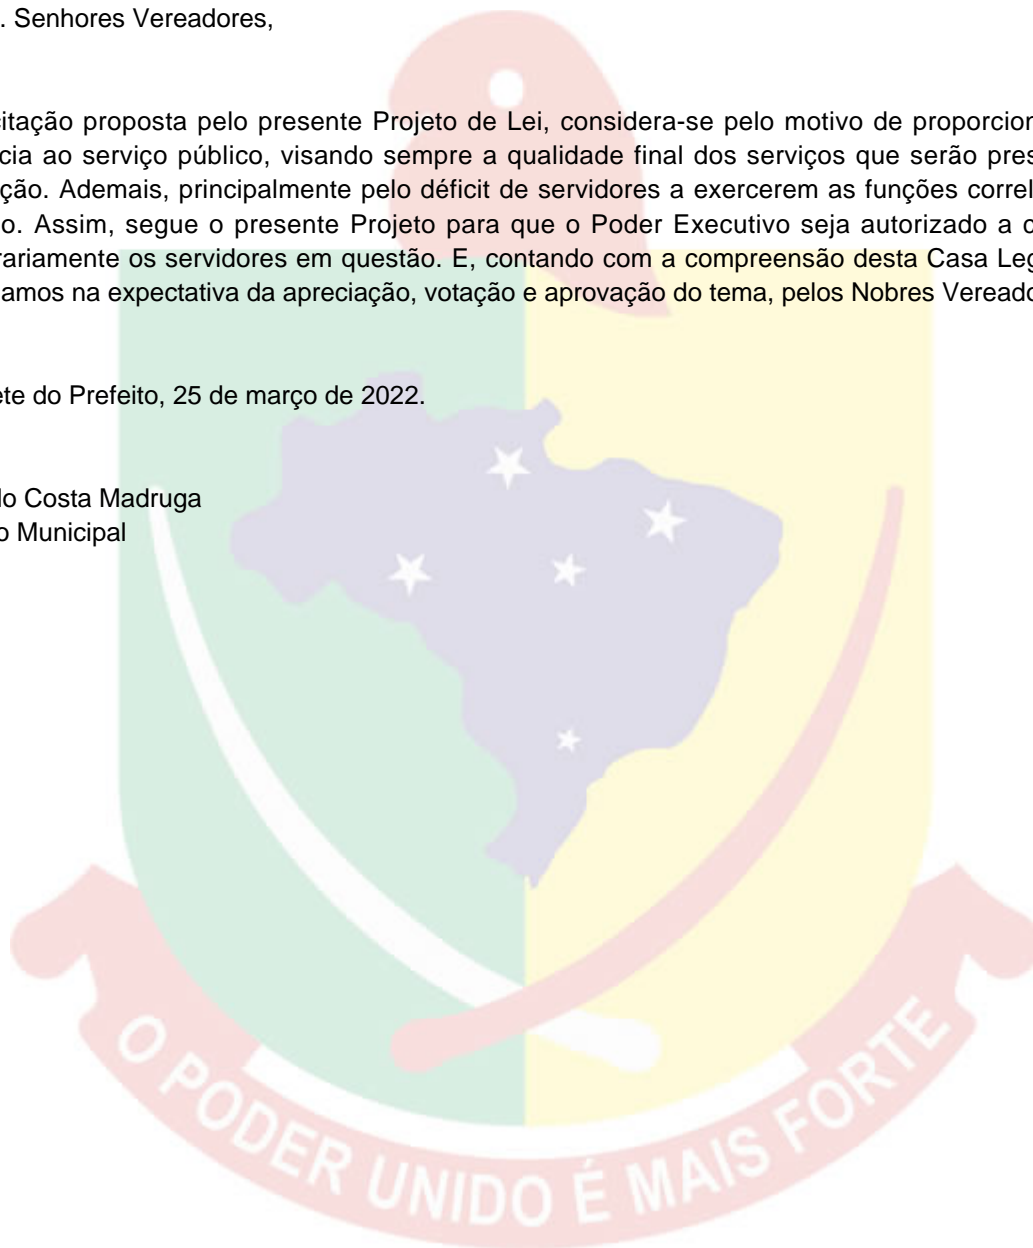 . Senhores Vereadores,
itação proposta pelo presente Projeto de Lei, considera-se pelo motivo de proporcion
cia ao serviço público, visando sempre a qualidade final dos serviços que serão pres
ção. Ademais, principalmente pelo déficit de servidores a exercerem as funções correl
o. Assim, segue o presente Projeto para que o Poder Executivo seja autorizado a c
rariamente os servidores em questão. E, contando com a compreensão desta Casa Leg
amos na expectativa da apreciação, votação e aprovação do tema, pelos Nobres Vereado
ete do Prefeito, 25 de março de 2022.
do Costa Madruga
o Municipal
O PODER UNIDO É MAIS FORTE